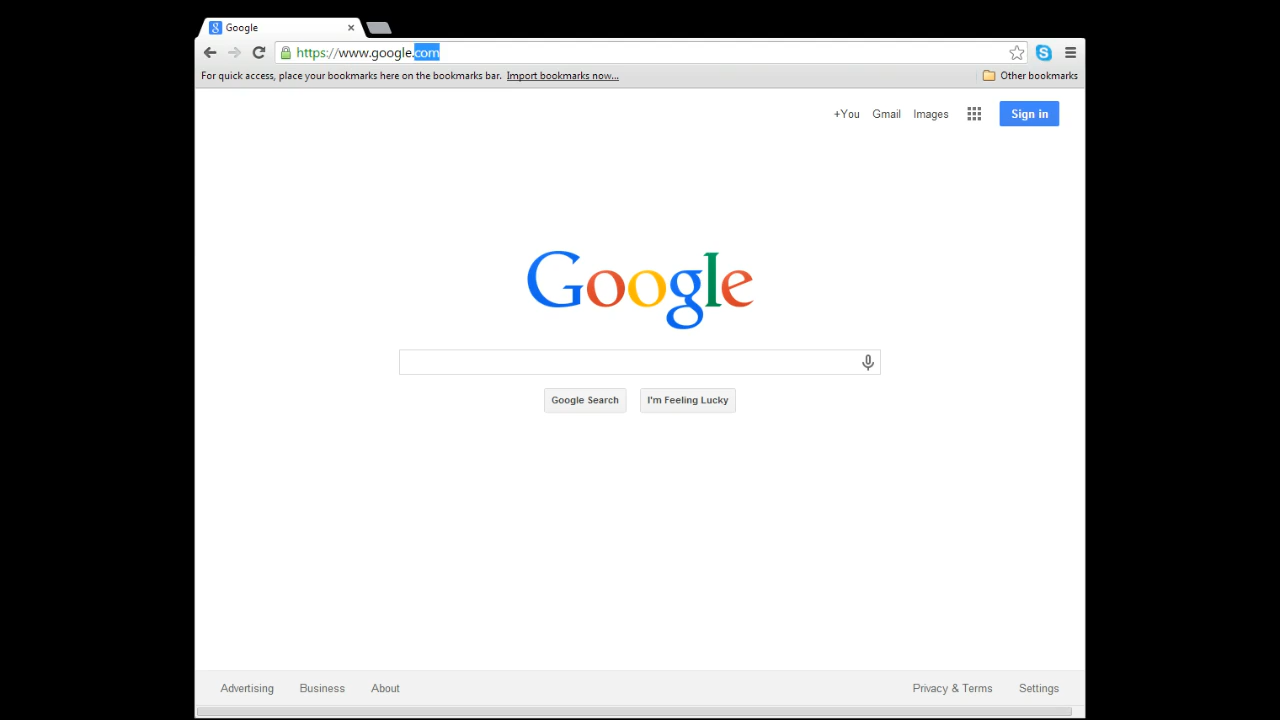 Google
https://www.google.com
For quick access, place your bookmarks here on the bookmarks bar. Import bookmarks now...
Other bookmarks
+You Gmail Images Sign in
Google
Google Search I'm Feeling Lucky
Advertising Business About Privacy & Terms Settings